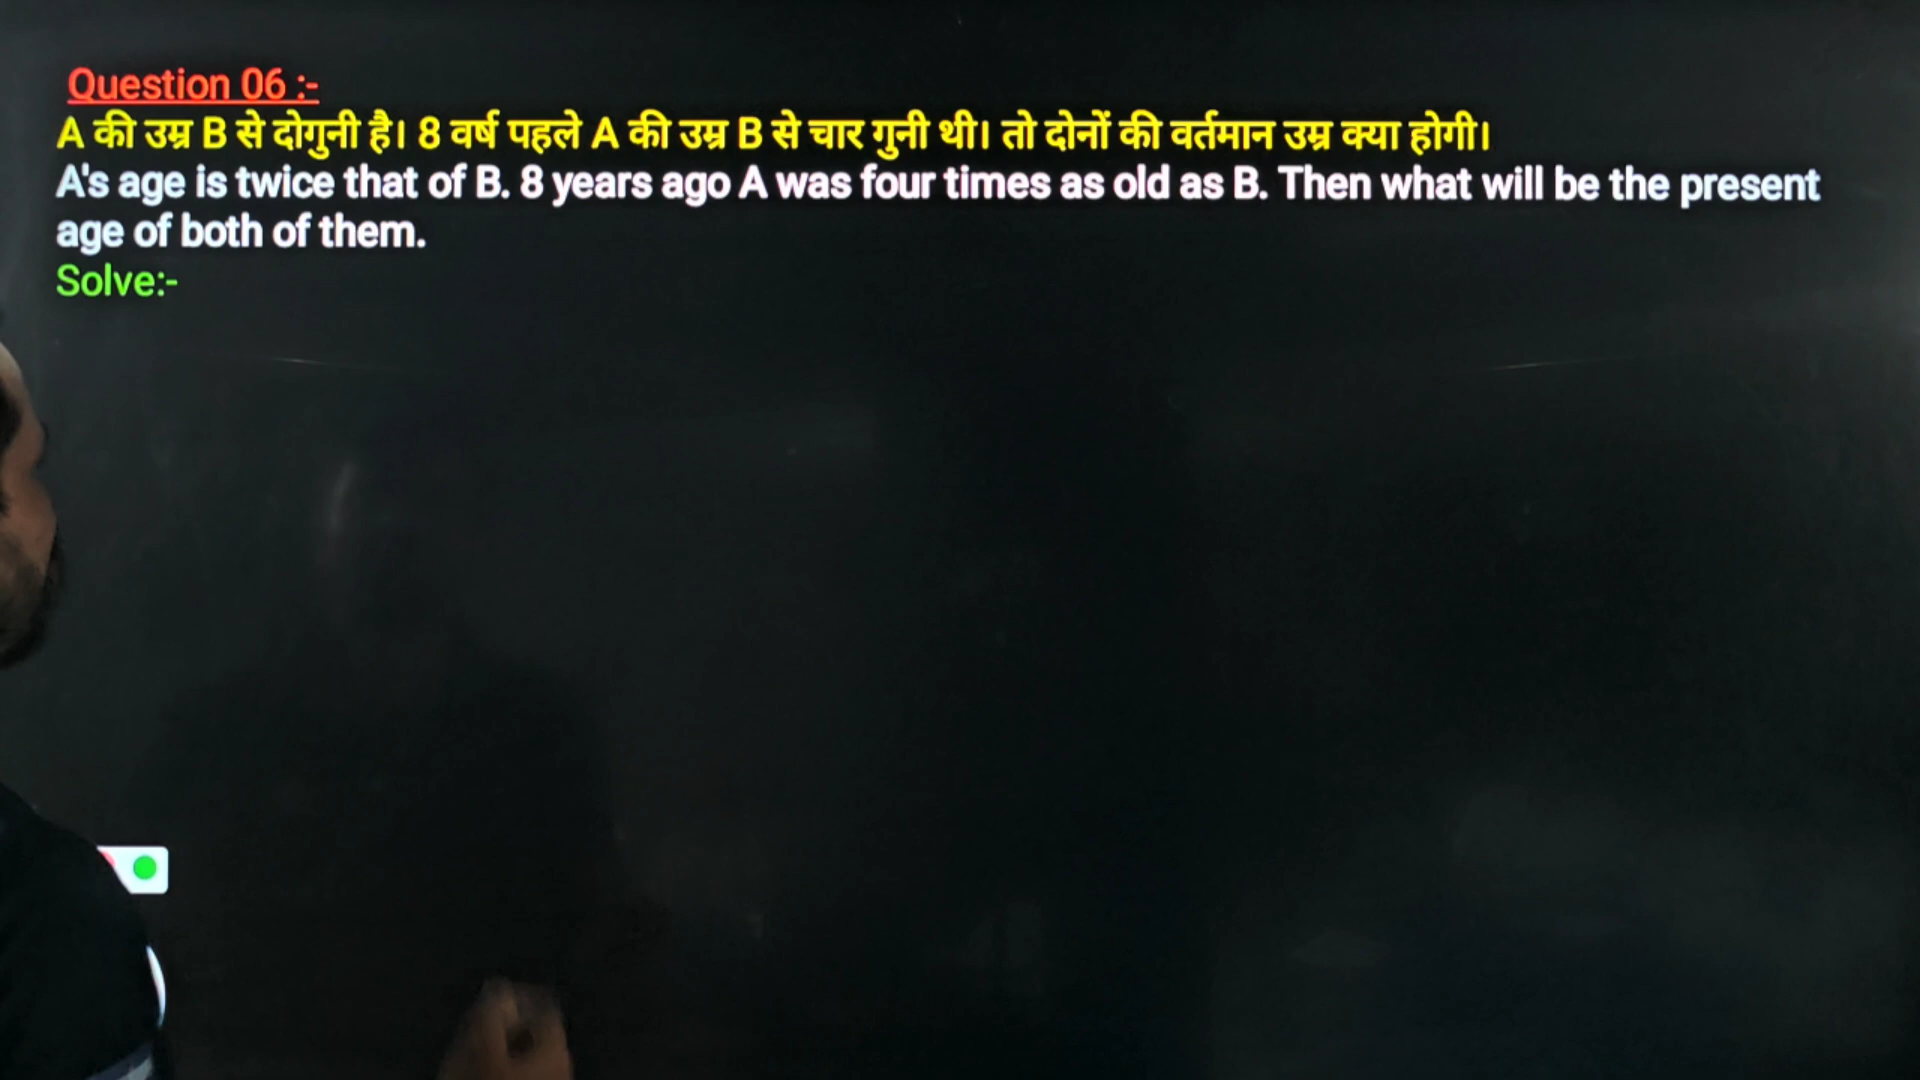 Question 06 :-
A की उम्र B से दोगुनी है। 8 वर्ष पहले A की उम्र B से चार गुनी थी। तो दोनों की वर्तमान उम्र क्या होगी।
A's age is twice that of B. 8 years ago A was four times as old as B. Then what will be the present
age of both of them.
Solve:-